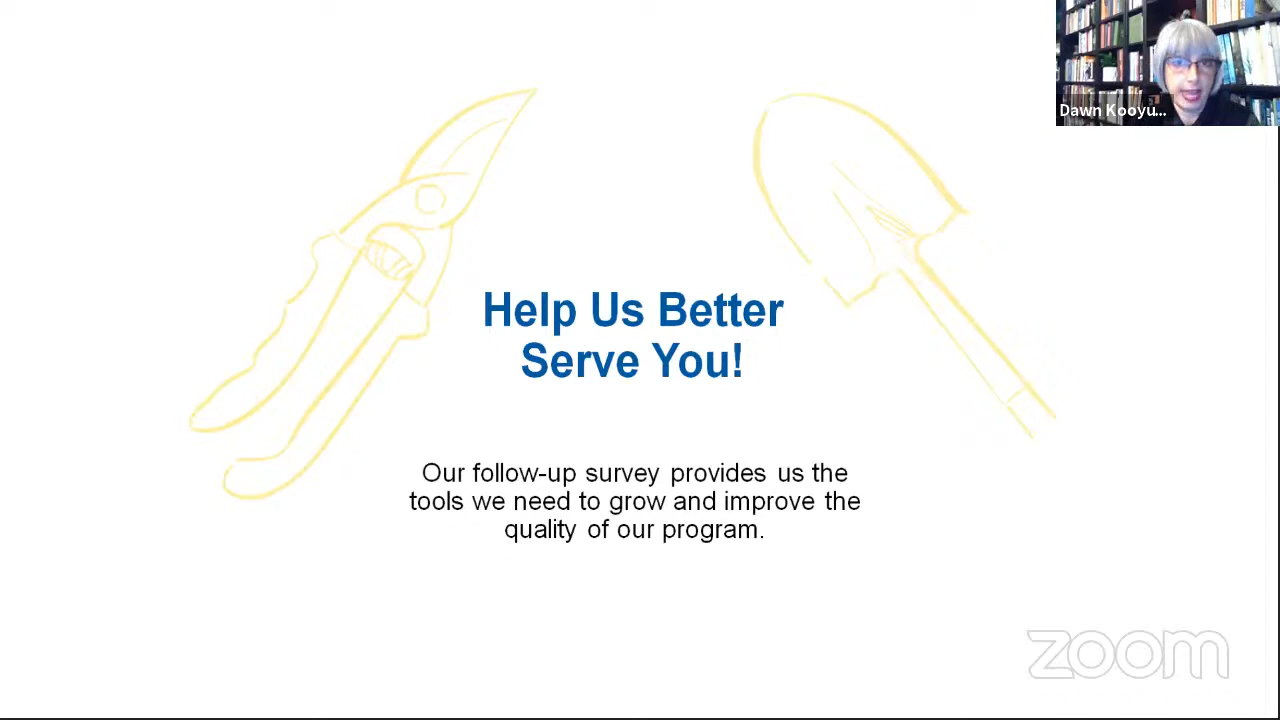 Dawn Kooyu...
Help Us Better
Serve You!
Our follow-up survey provides us the
tools we need to grow and improve the
quality of our program.
zoom